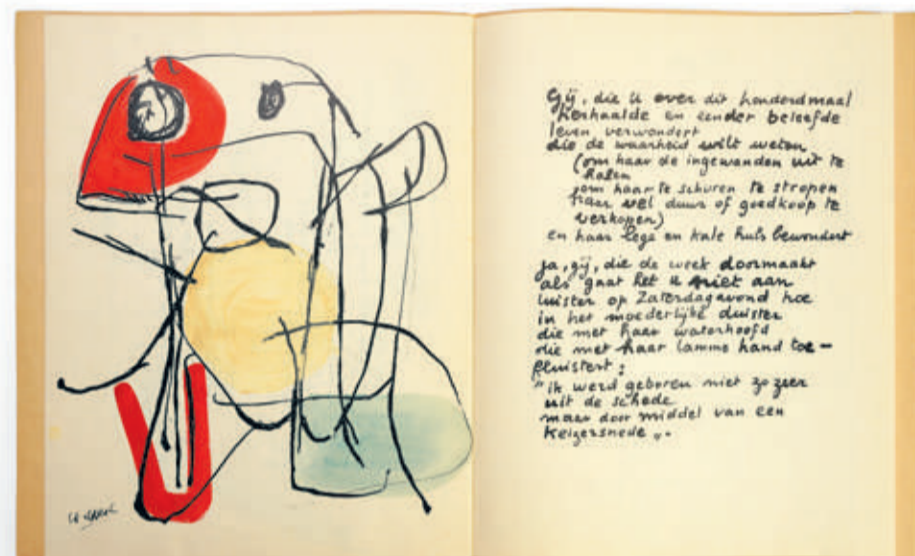 Gij, die u over dit honderdmaal
herhaalde en eender beleefde
leven verwondert
die de waarheid wilt weten
(om haar de ingewanden uit te
halen
om haar te schuren te stropen
haar vel duur of goedkoop te
verkopen)
en haar lege en kale huls bewondert
ja, gij, die de week doormaakt
als gaat het u niet aan
luister op Zaterdagavond hoe
in het moederlijke duister
die met haar waterhoofd
die met haar lamme hand toe-
fluistert:
"ik werd geboren niet zo zeer
uit de schede
maar door middel van een
keizersnede".